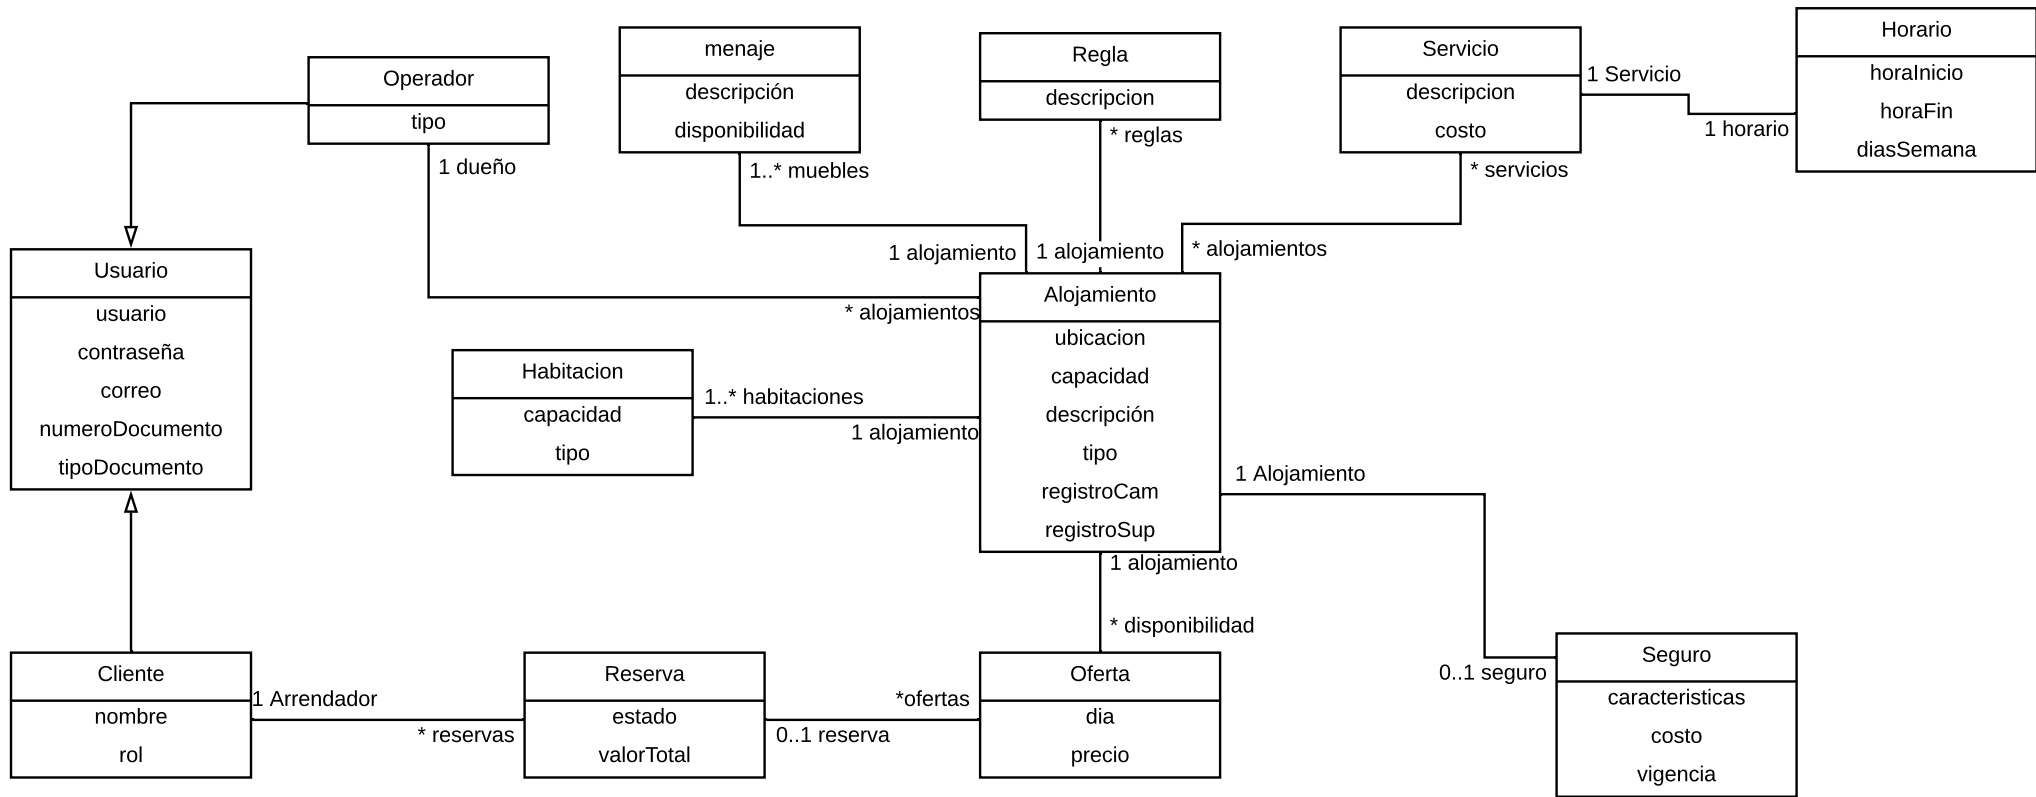 Operador
tipo
1 dueño
menaje
descripción
disponibilidad
1..* muebles
Regla
descripcion
* reglas
Servicio
descripcion
costo
* servicios
1 Servicio
1 horario
Horario
horaInicio
horaFin
diasSemana
1 alojamiento
1 alojamiento
* alojamientos
* alojamientos
Usuario
usuario
contraseña
correo
numeroDocumento
tipoDocumento
Habitacion
capacidad
tipo
1..* habitaciones
1 alojamiento
Alojamiento
ubicacion
capacidad
descripción
tipo
registroCam
registroSup
1 Alojamiento
1 alojamiento
* disponibilidad
0..1 seguro
Cliente
nombre
rol
1 Arrendador
* reservas
Reserva
estado
valorTotal
*ofertas
0..1 reserva
Oferta
dia
precio
Seguro
caracteristicas
costo
vigencia